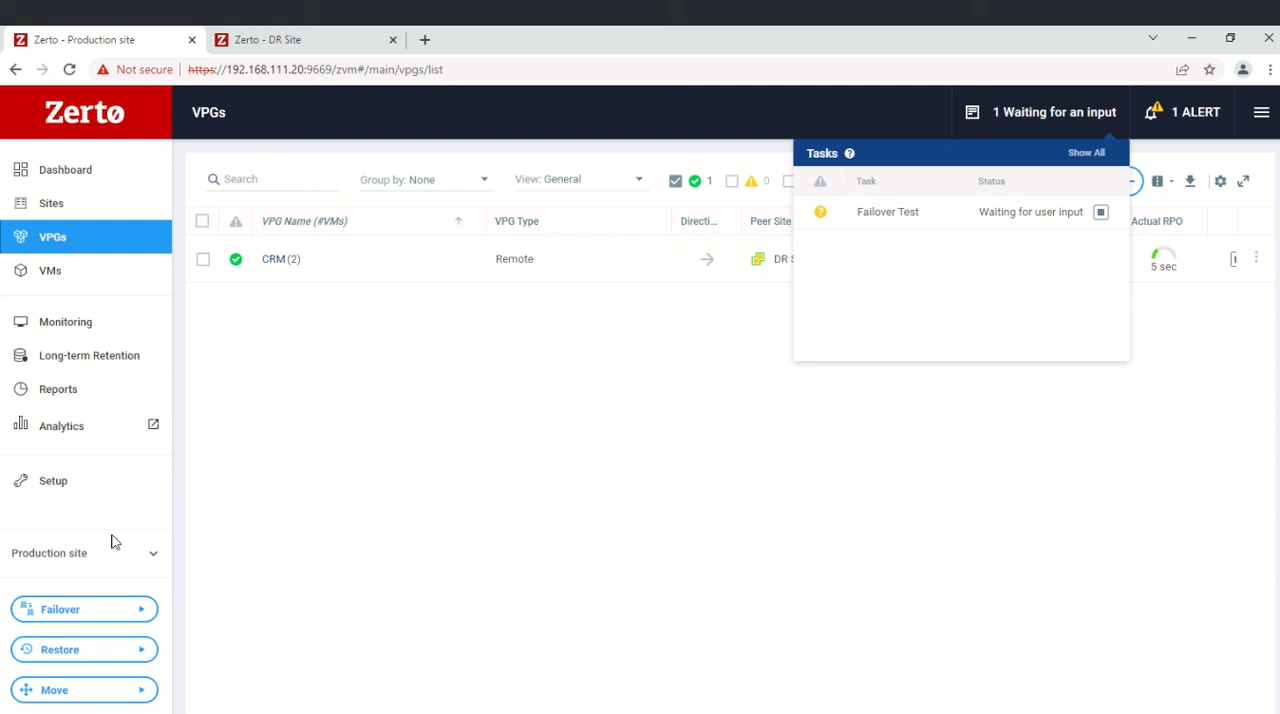 Zerto - Production site
Zerto - DR Site
Not secure
https://192.168.111.20:9669/zvm#/main/vpgs/list
Zertø
VPGs
1 Waiting for an input
1 ALERT
Dashboard
Sites
VPGs
VMs
Monitoring
Long-term Retention
Reports
Analytics
Setup
Production site
Failover
Restore
Move
Search
Group by: None
View: General
1
0
VPG Name (#VMs)
VPG Type
Directi...
Peer Site
Actual RPO
CRM (2)
Remote
DR S
5 sec
Tasks
Show All
Task
Status
Failover Test
Waiting for user input